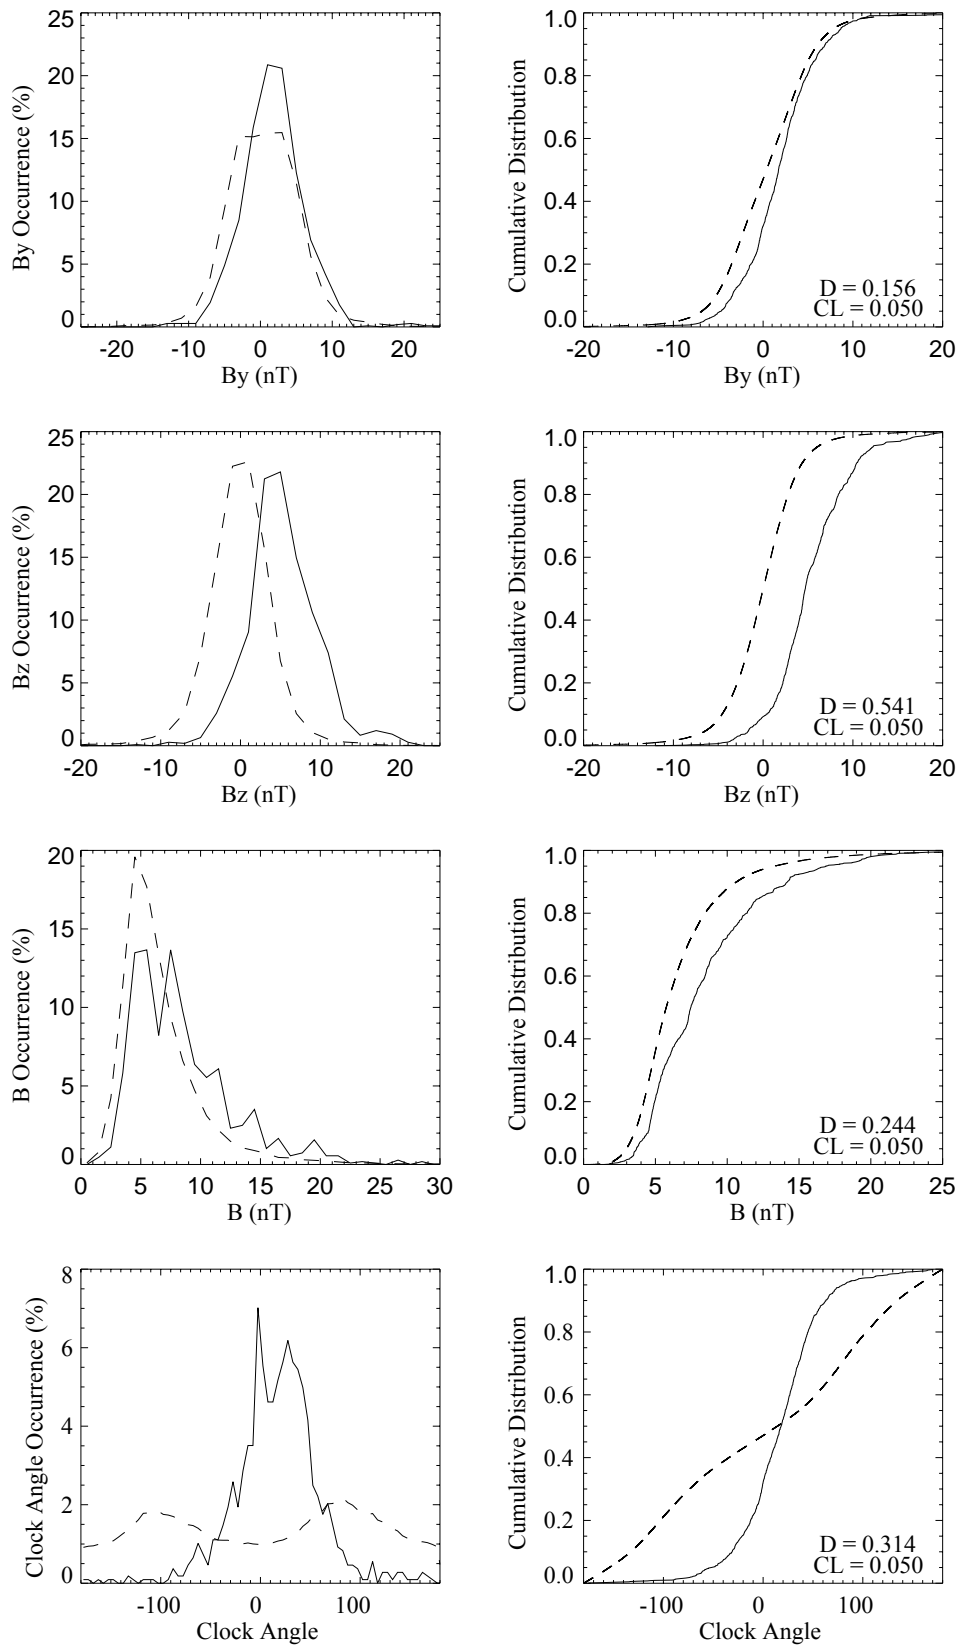 25
20
15
10
5
0
By Occurrence (%)
-20 -10 0 10 20
By (nT)
1.0
0.8
0.6
0.4
0.2
0.0
Cumulative Distribution
D = 0.156
CL = 0.050
-20 -10 0 10 20
By (nT)
25
20
15
10
5
0
Bz Occurrence (%)
-20 -10 0 10 20
Bz (nT)
1.0
0.8
0.6
0.4
0.2
0.0
Cumulative Distribution
D = 0.541
CL = 0.050
-20 -10 0 10 20
Bz (nT)
20
15
10
5
0
B Occurrence (%)
0 5 10 15 20 25 30
B (nT)
1.0
0.8
0.6
0.4
0.2
0.0
Cumulative Distribution
D = 0.244
CL = 0.050
0 5 10 15 20 25
B (nT)
8
6
4
2
0
Clock Angle Occurrence (%)
-100 0 100
Clock Angle
1.0
0.8
0.6
0.4
0.2
0.0
Cumulative Distribution
D = 0.314
CL = 0.050
-100 0 100
Clock Angle